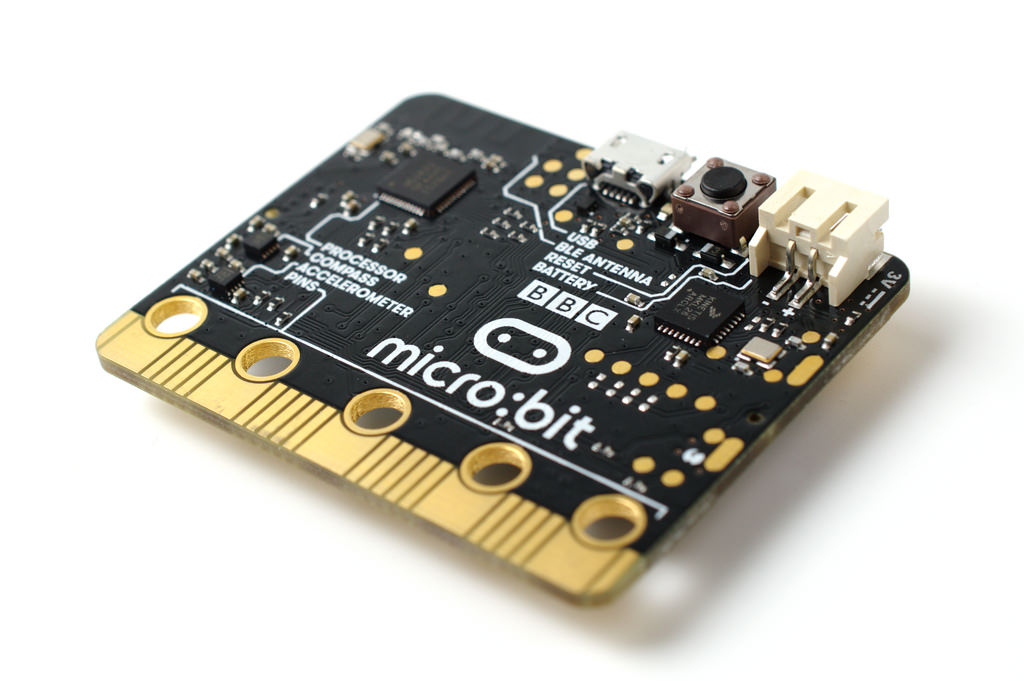 USB
BLE ANTENNA
RESET
BATTERY
PROCESSOR
COMPASS
ACCELEROMETER
PINS
BBC
micro:bit
3V